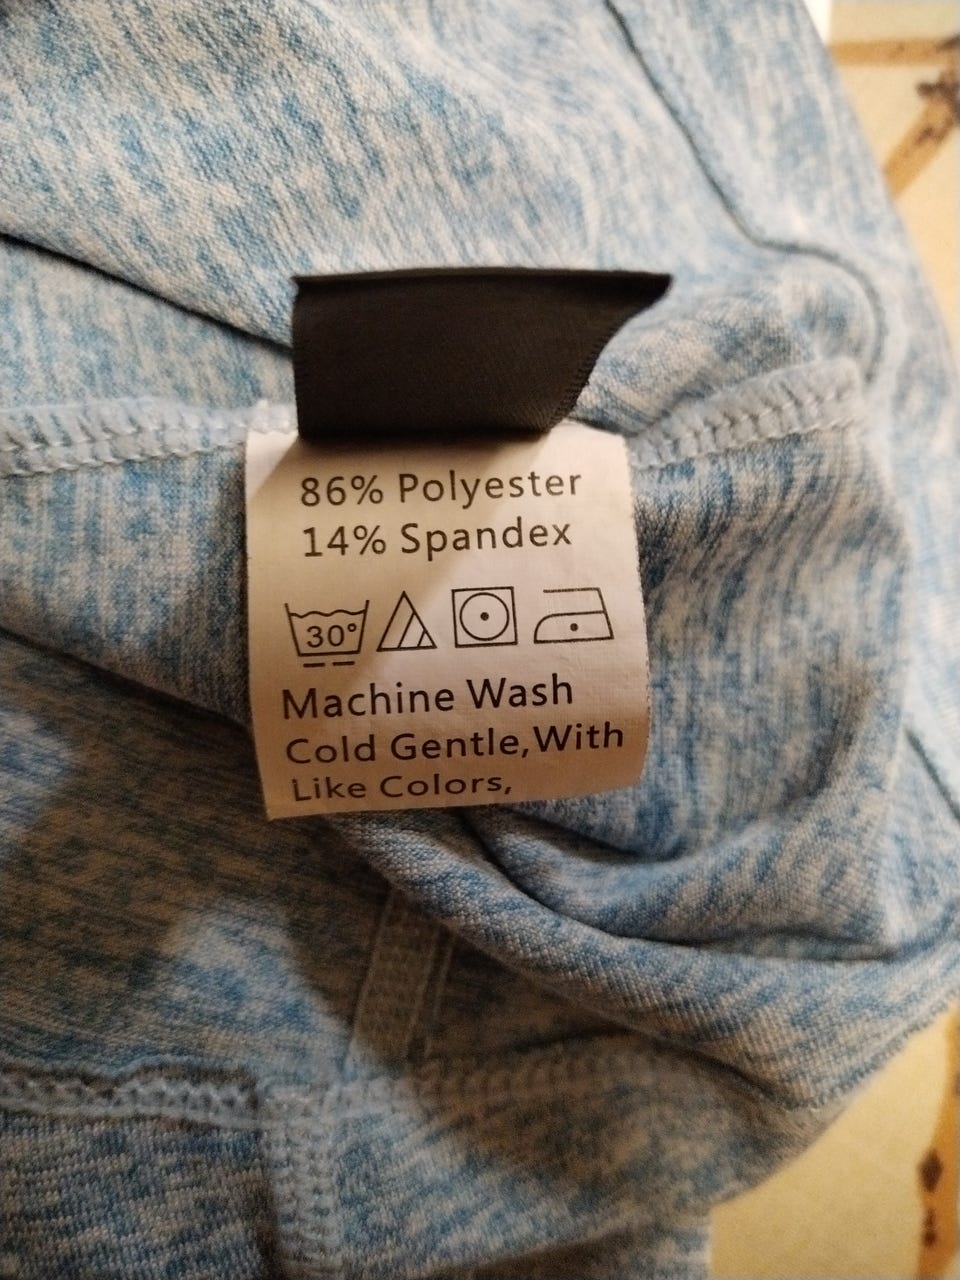 86% Polyester
14% Spandex
30°
Machine Wash
Cold Gentle,With
Like Colors,